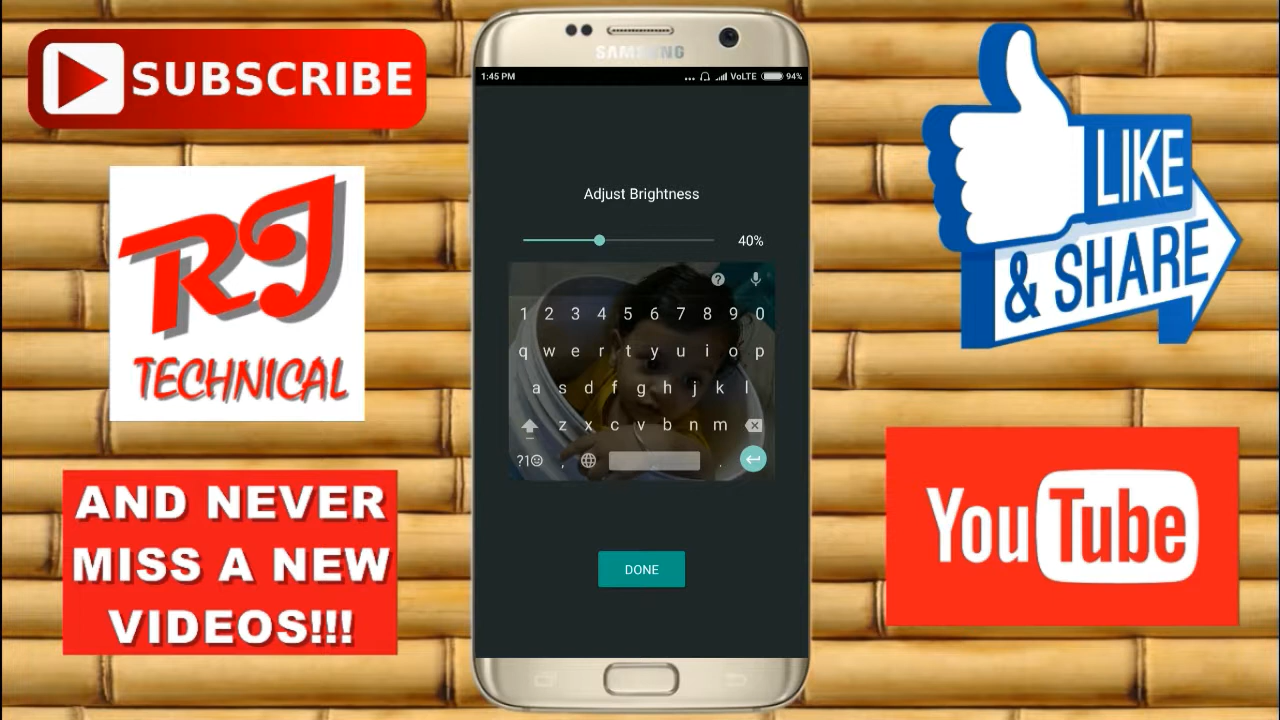 SUBSCRIBE
RJ
TECHNICAL
AND NEVER
MISS A NEW
VIDEOS!!!
SAMSUNG
1:45 PM
... VoLTE 94%
Adjust Brightness
40%
1 2 3 4 5 6 7 8 9 0
q w e r t y u i o p
a s d f g h j k l
z x c v b n m
?1☺ , .
DONE
LIKE
& SHARE
YouTube